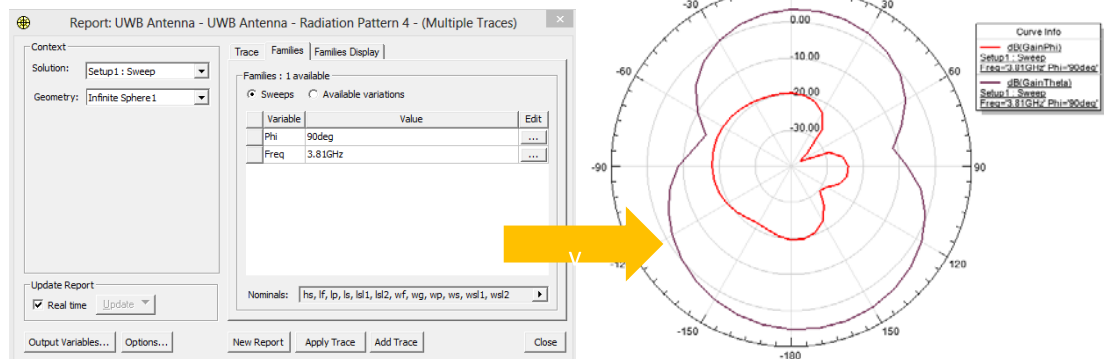 Report: UWB Antenna - UWB Antenna - Radiation Pattern 4 - (Multiple Traces)
Context
Solution: Setup1 : Sweep
Geometry: Infinite Sphere1
Update Report
Real time Update
Output Variables... Options...
Trace Families Families Display
Families : 1 available
Sweeps Available variations
Variable Value Edit
Phi 90deg ...
Freq 3.81GHz ...
Nominals: hs, lf, lp, ls, lsl1, lsl2, wf, wg, wp, ws, wsl1, wsl2
New Report Apply Trace Add Trace Close
V
-30 30
0.00
-10.00
-60 60
-20.00
-30.00
-90 90
-12
120
-150 150
-180
Curve Info
dB(GainPhi)
Setup1 : Sweep
Freq='3.81GHz' Phi='90deg'
dB(GainTheta)
Setup1 : Sweep
Freq='3.81GHz' Phi='90deg'